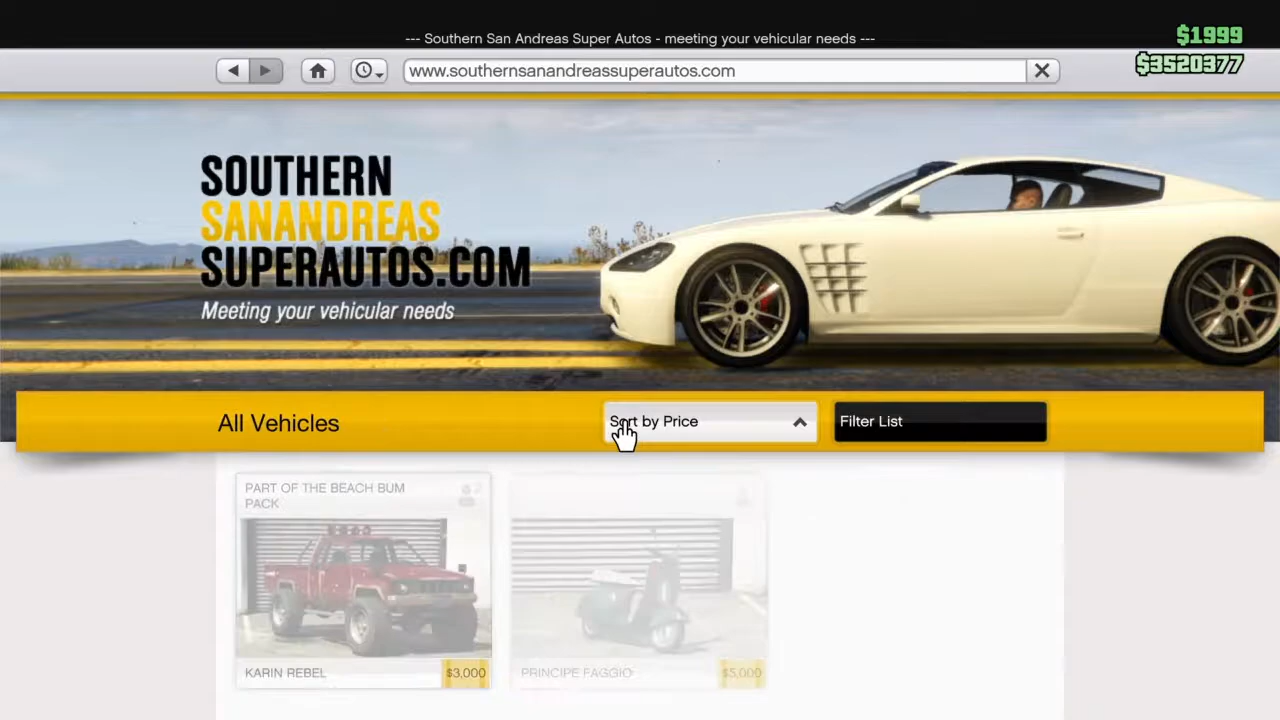 --- Southern San Andreas Super Autos - meeting your vehicular needs ---
$1999
$3520377
www.southernsanandreassuperautos.com
SOUTHERN
SANANDREAS
SUPERAUTOS.COM
Meeting your vehicular needs
All Vehicles
Sort by Price
Filter List
PART OF THE BEACH BUM
PACK
KARIN REBEL
$3,000
PRINCIPE FAGGIO
$5,000